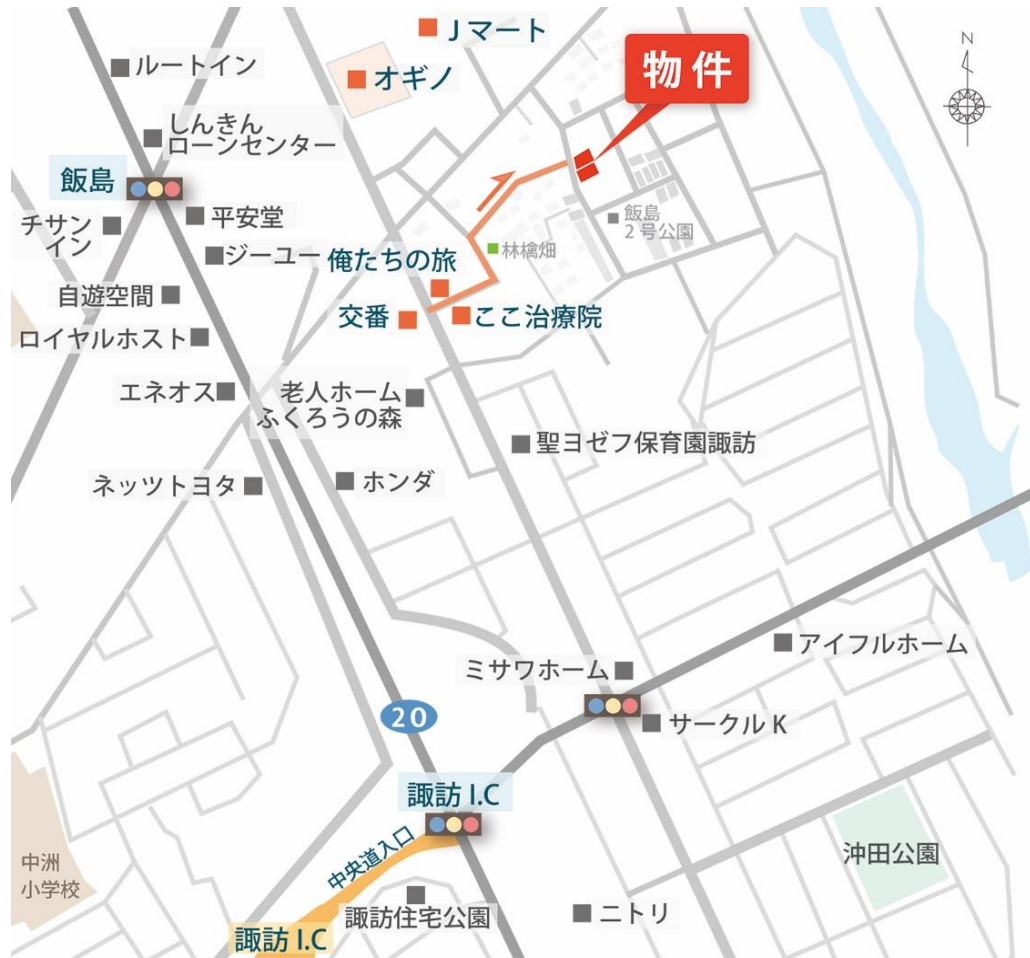 Jマート
N
ルートイン
オギノ
物件
しんきん
ローンセンター
飯島
平安堂
飯島
2号公園
チサン
イン
ジーユー
俺たちの旅
林檎畑
自遊空間
交番
ここ治療院
ロイヤルホスト
エネオス
老人ホーム
ふくろうの森
聖ヨゼフ保育園諏訪
ネッツトヨタ
ホンダ
アイフルホーム
ミサワホーム
20
サークルK
諏訪I.C
中央道入口
中洲
小学校
沖田公園
諏訪住宅公園
ニトリ
諏訪I.C